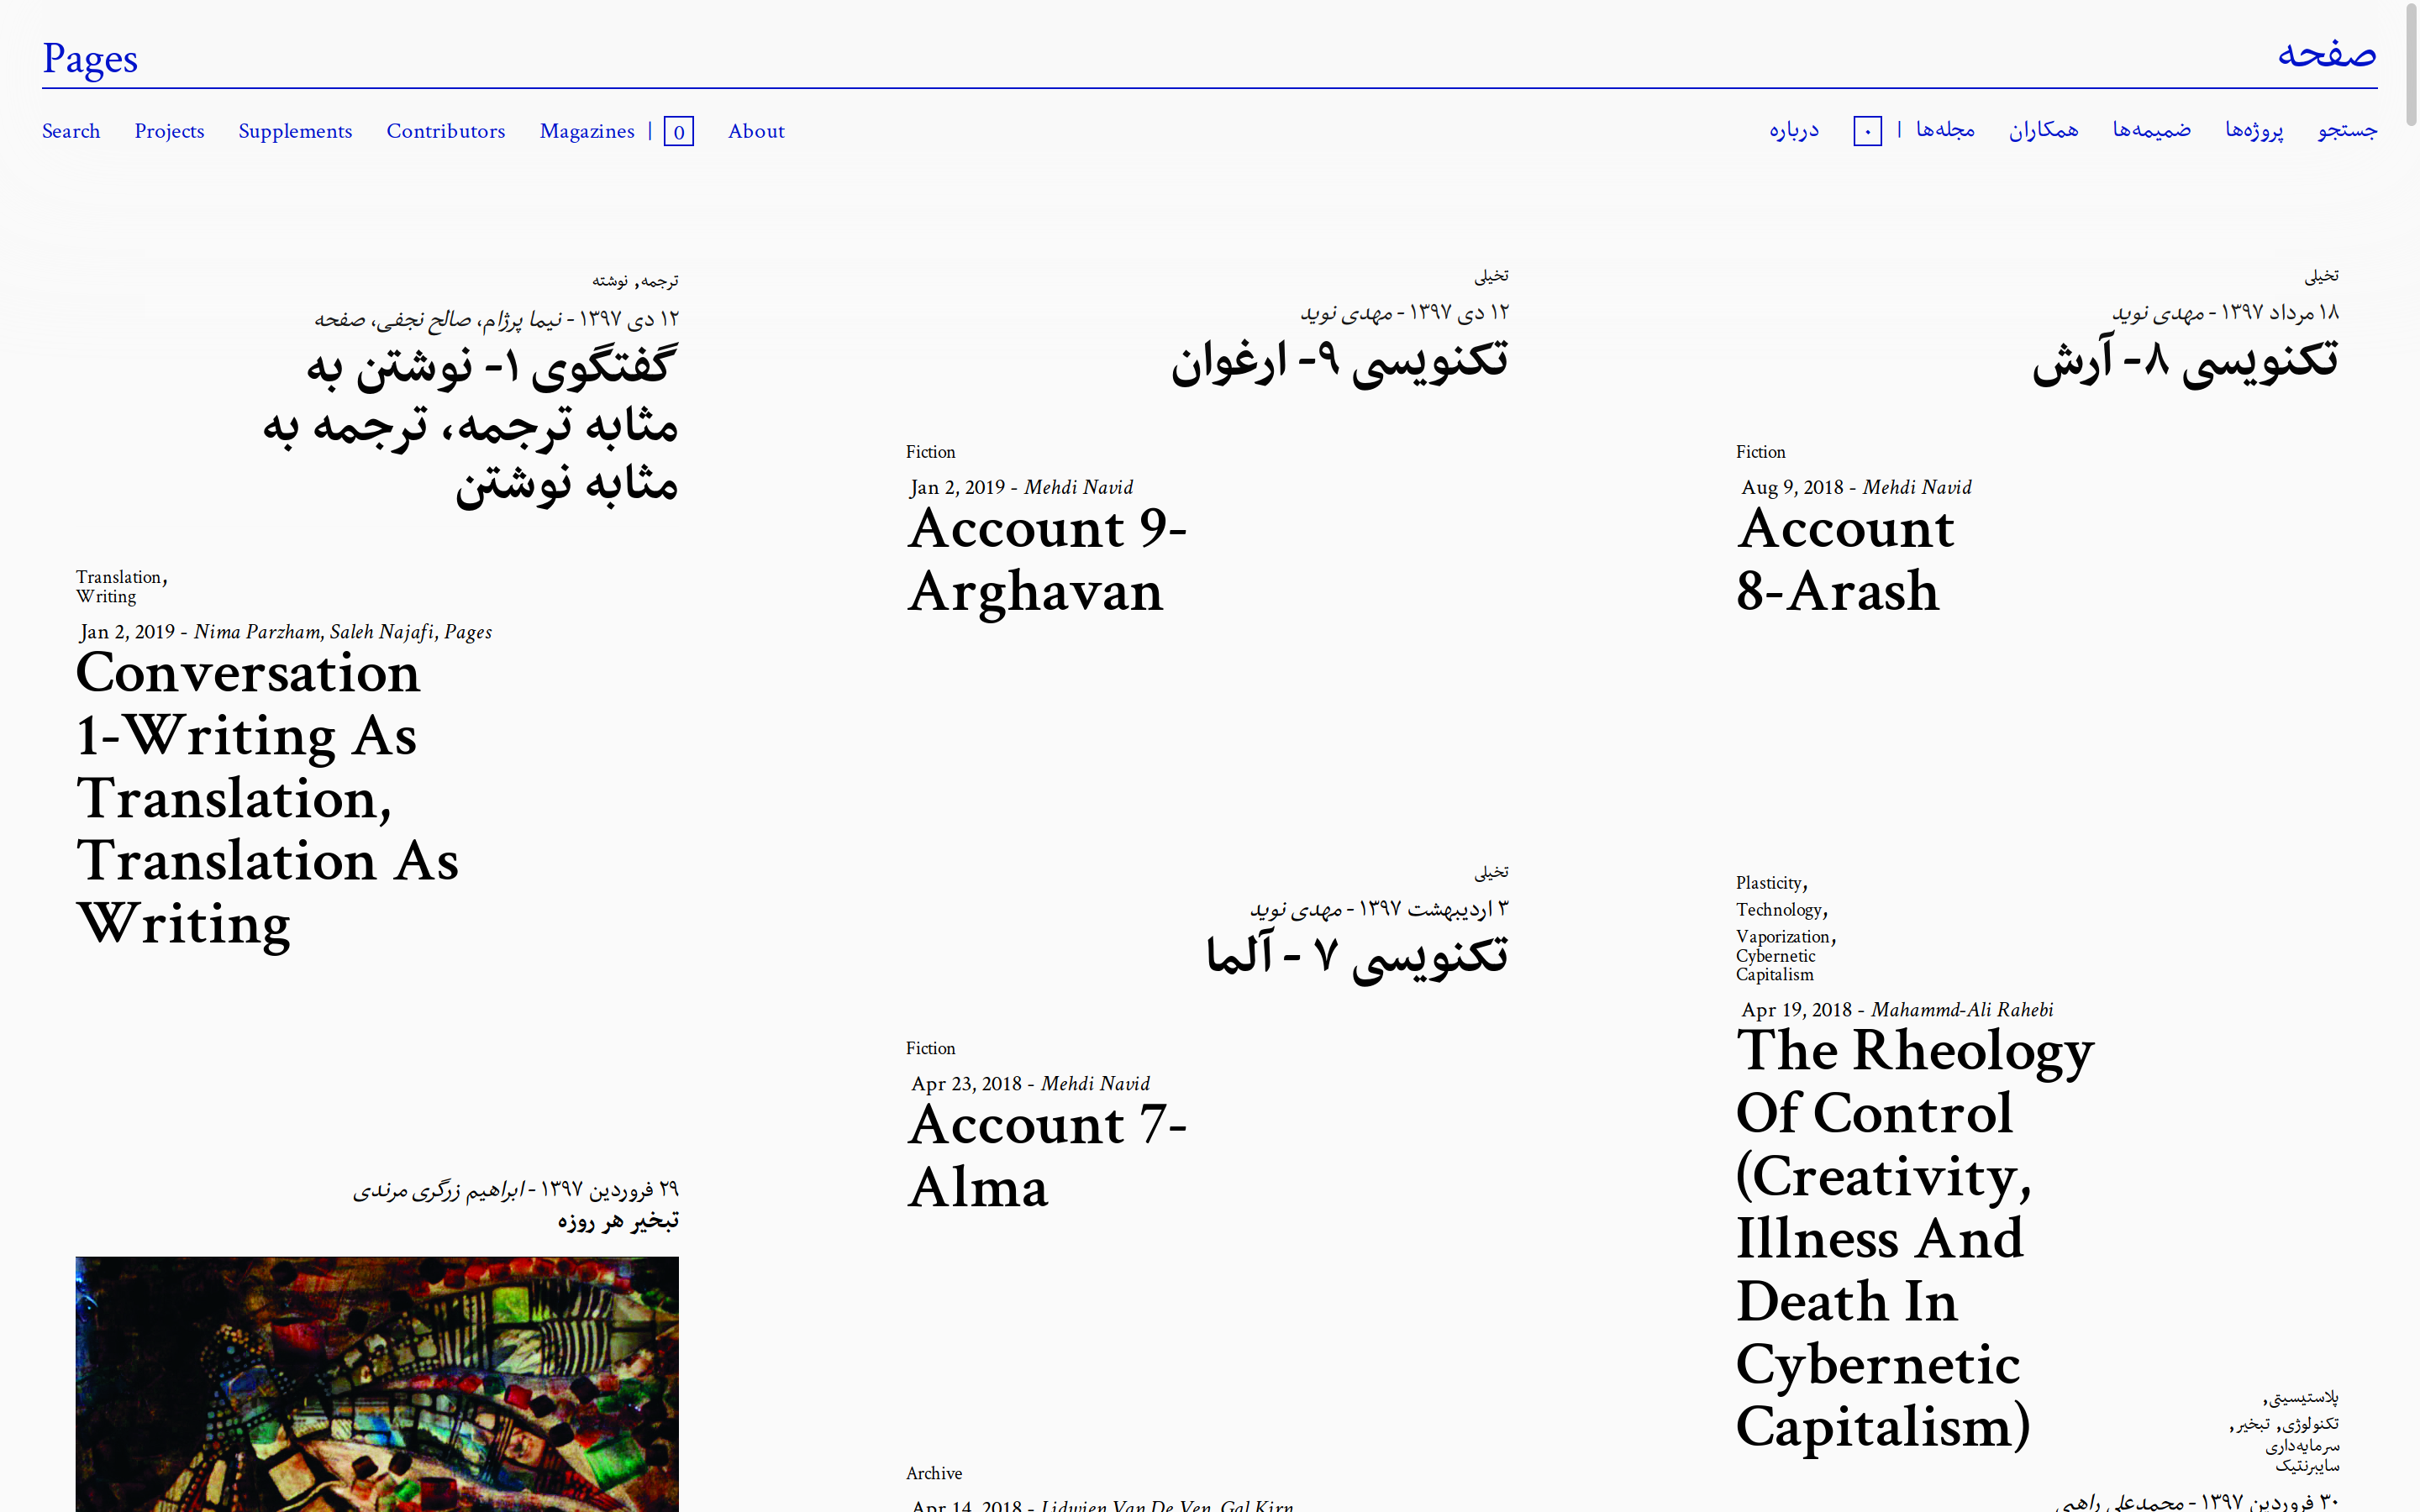 Pages
صفحه
Search Projects Supplements Contributors Magazines | 0 About
جستجو پروژه‌ها ضمیمه‌ها همکاران مجله‌ها | ۰ درباره
ترجمه, نوشته
۱۲ دی ۱۳۹۷ - نیما پرژام، صالح نجفی، صفحه
گفتگوی ۱- نوشتن به
مثابه ترجمه، ترجمه به
مثابه نوشتن
Translation,
Writing
Jan 2, 2019 - Nima Parzham, Saleh Najafi, Pages
Conversation
1-Writing As
Translation,
Translation As
Writing
۲۹ فروردین ۱۳۹۷ - ابراهیم زرگری مرندی
تبخیر هر روزه
تخیلی
۱۲ دی ۱۳۹۷ - مهدی نوید
تکنویسی ۹- ارغوان
Fiction
Jan 2, 2019 - Mehdi Navid
Account 9-
Arghavan
تخیلی
۳ اردیبهشت ۱۳۹۷ - مهدی نوید
تکنویسی ۷ - آلما
Fiction
Apr 23, 2018 - Mehdi Navid
Account 7-
Alma
Archive
Apr 14, 2018 - Lidwien Van De Ven, Gal Kirn
تخیلی
۱۸ مرداد ۱۳۹۷ - مهدی نوید
تکنویسی ۸- آرش
Fiction
Aug 9, 2018 - Mehdi Navid
Account
8-Arash
Plasticity,
Technology,
Vaporization,
Cybernetic
Capitalism
Apr 19, 2018 - Mahammd-Ali Rahebi
The Rheology
Of Control
(Creativity,
Illness And
Death In
Cybernetic
Capitalism)
پلاستیسیتی,
تکنولوژی, تبخیر,
سرمایه‌داری
سایبرنتیک
۳۰ فروردین ۱۳۹۷ - محمدعلی راهبی